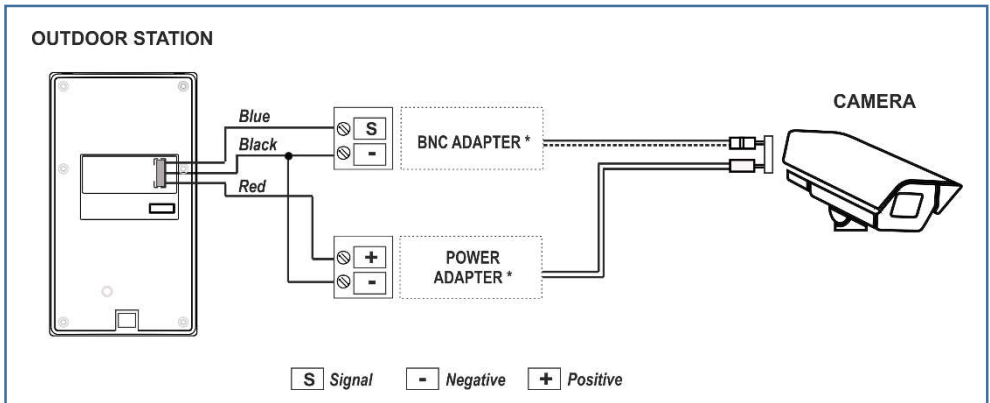 OUTDOOR STATION
CAMERA
Blue
S
BNC ADAPTER *
Black
-
Red
+
POWER
ADAPTER *
-
S Signal - Negative + Positive